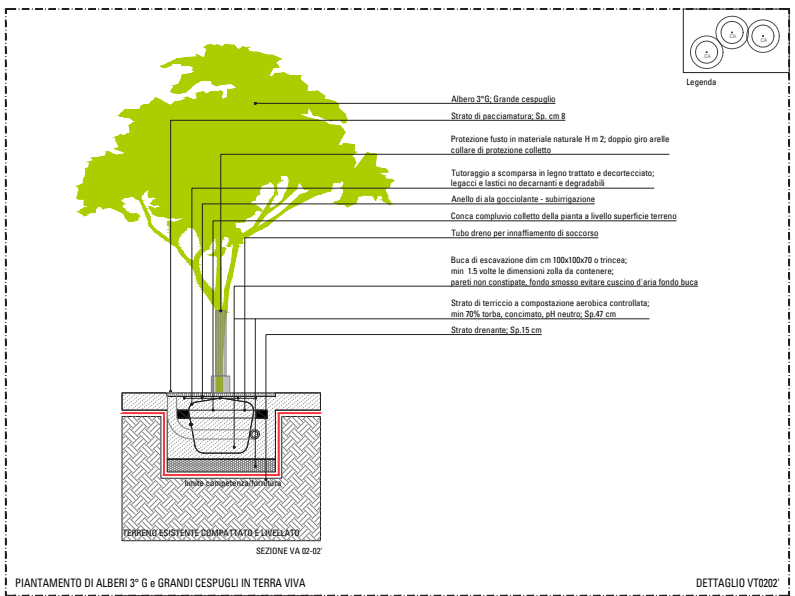 CA
CA
CA
Legenda
Albero 3°G; Grande cespuglio
Strato di pacciamatura; Sp. cm 8
Protezione fusto in materiale naturale H m 2; doppio giro arelle
collare di protezione colletto
Tutoraggio a scomparsa in legno trattato e decorticcato;
legacci e lastici no decarnanti e degradabili
Anello di ala gocciolante - subirrigazione
Conca compluvio colletto della pianta a livello superficie terreno
Tubo dreno per innaffiamento di soccorso
Buca di escavazione dim cm 100x100x70 o trincea;
min 1.5 volte le dimensioni zolla da contenere;
pareti non constipate, fondo smosso evitare cuscino d'aria fondo buca
Strato di terriccio a compostazione aerobica controllata;
min 70% torba, concimato, pH neutro; Sp.47 cm
Strato drenante; Sp.15 cm
limite competenza/fornitura
TERRENO ESISTENTE COMPATTATO E LIVELLATO
SEZIONE VA 02-02'
PIANTAMENTO DI ALBERI 3° G e GRANDI CESPUGLI IN TERRA VIVA
DETTAGLIO VT0202'